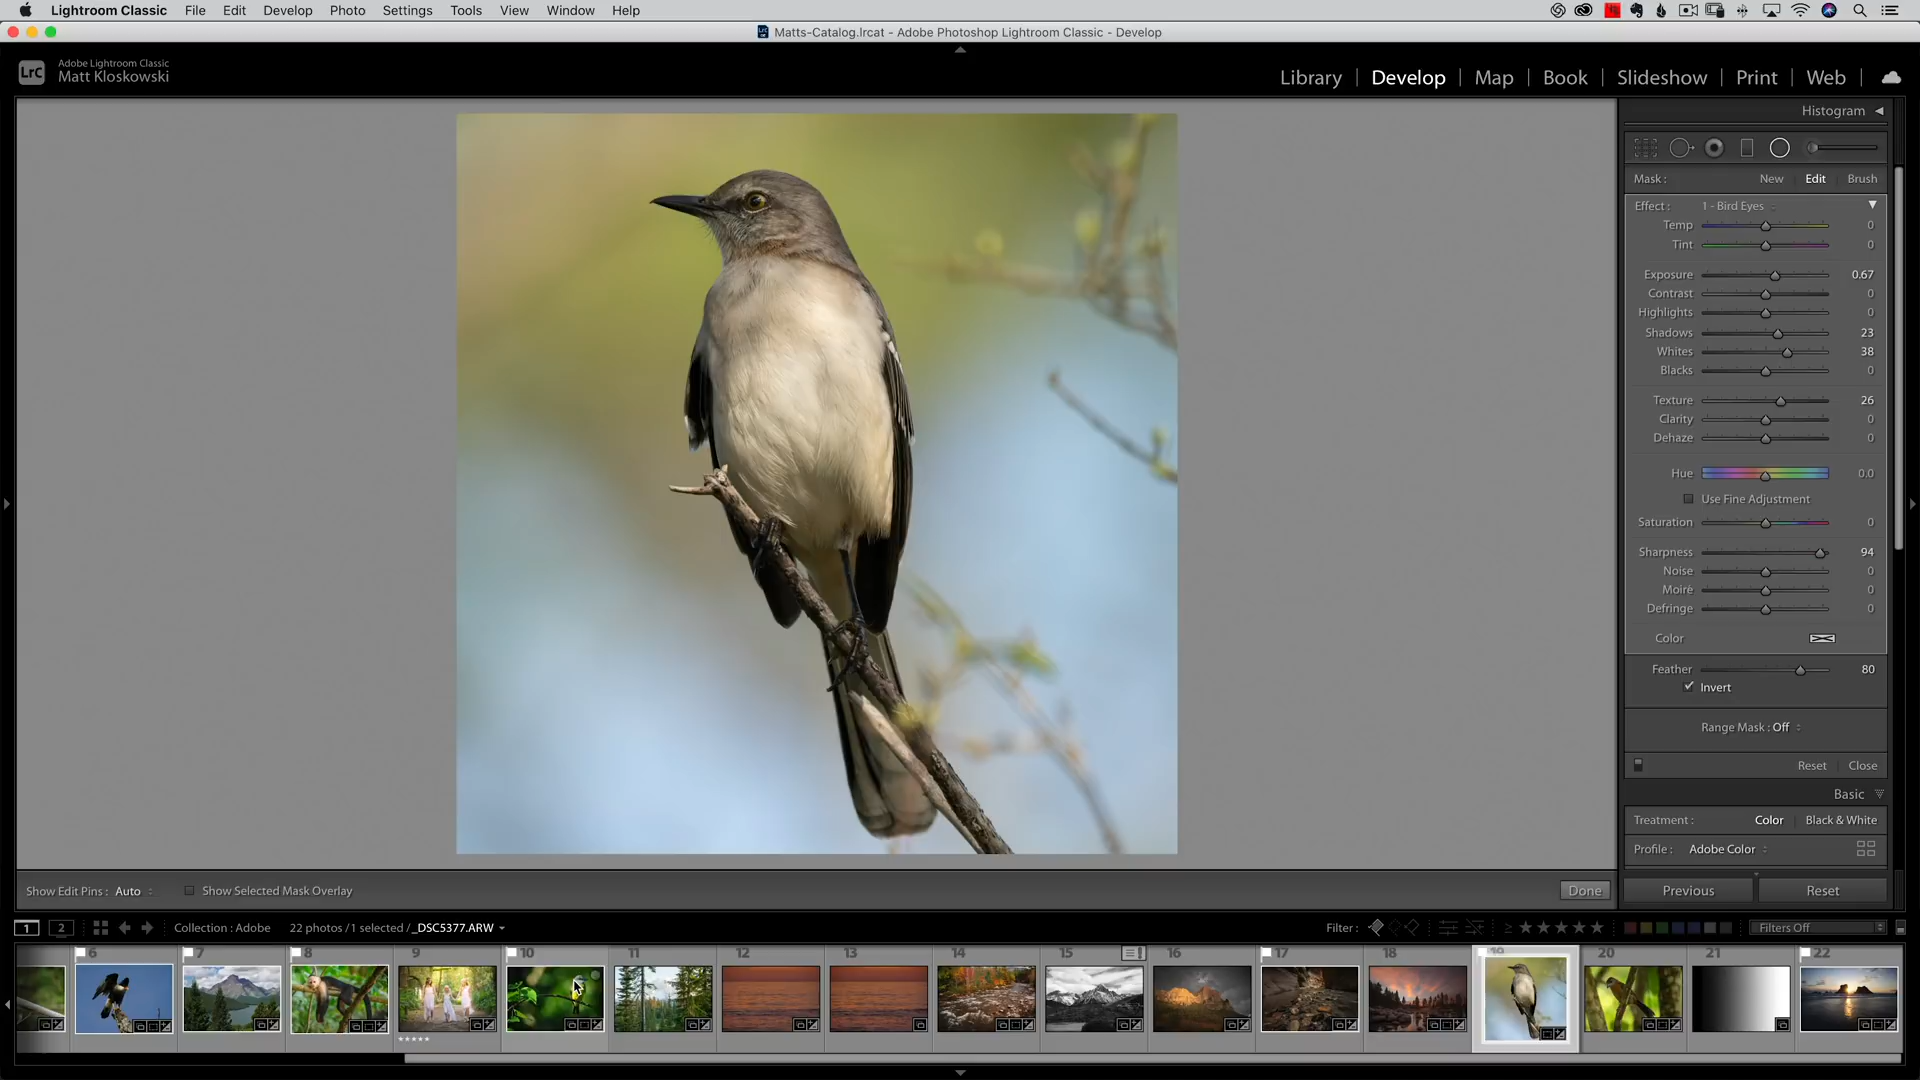 Lightroom Classic File Edit Develop Photo Settings Tools View Window Help
Matts-Catalog.lrcat - Adobe Photoshop Lightroom Classic - Develop
LrC
Adobe Lightroom Classic
Matt Kloskowski
Library | Develop | Map | Book | Slideshow | Print | Web
Histogram
Mask : New Edit Brush
Effect : 1 - Bird Eyes
Temp 0
Tint 0
Exposure 0.67
Contrast 0
Highlights 0
Shadows 23
Whites 38
Blacks 0
Texture 26
Clarity 0
Dehaze 0
Hue 0.0
Use Fine Adjustment
Saturation 0
Sharpness 94
Noise 0
Moiré 0
Defringe 0
Color
Feather 80
Invert
Range Mask : Off
Reset Close
Basic
Treatment : Color | Black & White
Profile : Adobe Color
Show Edit Pins : Auto Show Selected Mask Overlay Done Previous Reset
1 2 Collection : Adobe 22 photos / 1 selected / _DSC5377.ARW Filter : Filters Off
6 7 8 9 10 11 12 13 14 15 16 17 18 19 20 21 22